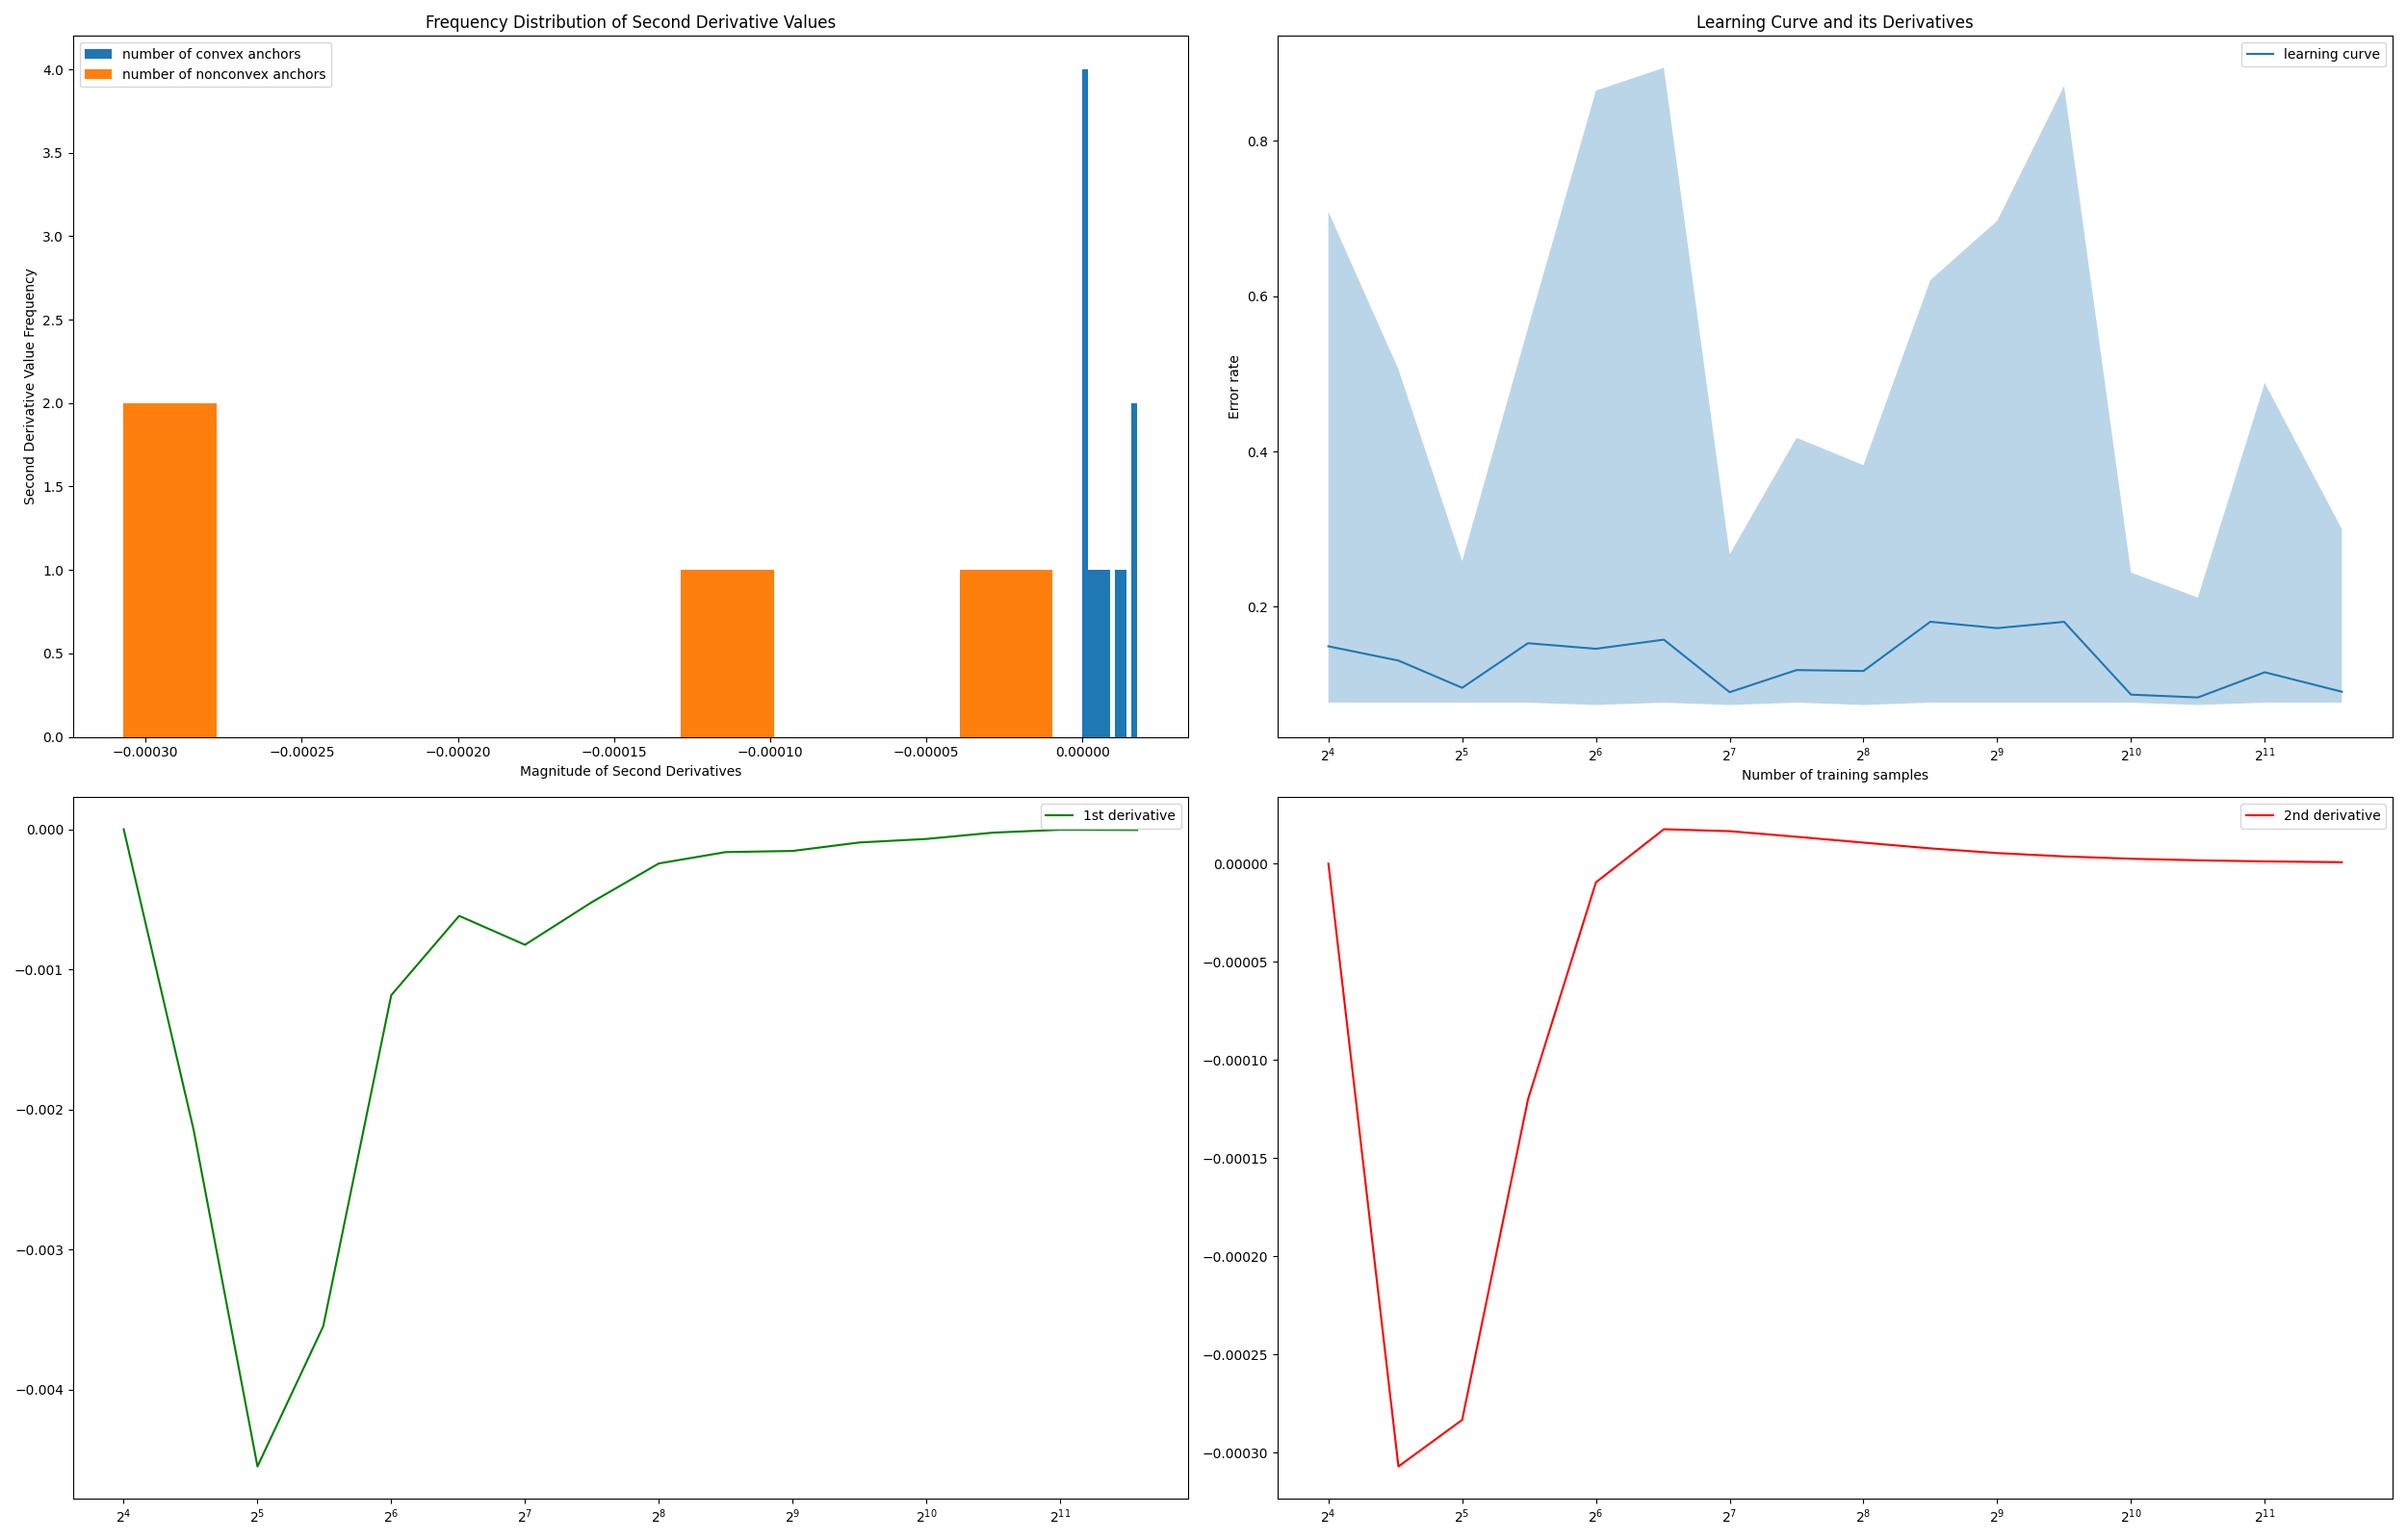 Frequency Distribution of Second Derivative Values
number of convex anchors
number of nonconvex anchors
4.0
3.5
3.0
2.5
2.0
1.5
1.0
0.5
0.0
Second Derivative Value Frequency
−0.00030 −0.00025 −0.00020 −0.00015 −0.00010 −0.00005 0.00000
Magnitude of Second Derivatives
Learning Curve and its Derivatives
learning curve
0.8
0.6
0.4
0.2
Error rate
2⁴ 2⁵ 2⁶ 2⁷ 2⁸ 2⁹ 2¹⁰ 2¹¹
Number of training samples
1st derivative
0.000
−0.001
−0.002
−0.003
−0.004
2⁴ 2⁵ 2⁶ 2⁷ 2⁸ 2⁹ 2¹⁰ 2¹¹
2nd derivative
0.00000
−0.00005
−0.00010
−0.00015
−0.00020
−0.00025
−0.00030
2⁴ 2⁵ 2⁶ 2⁷ 2⁸ 2⁹ 2¹⁰ 2¹¹